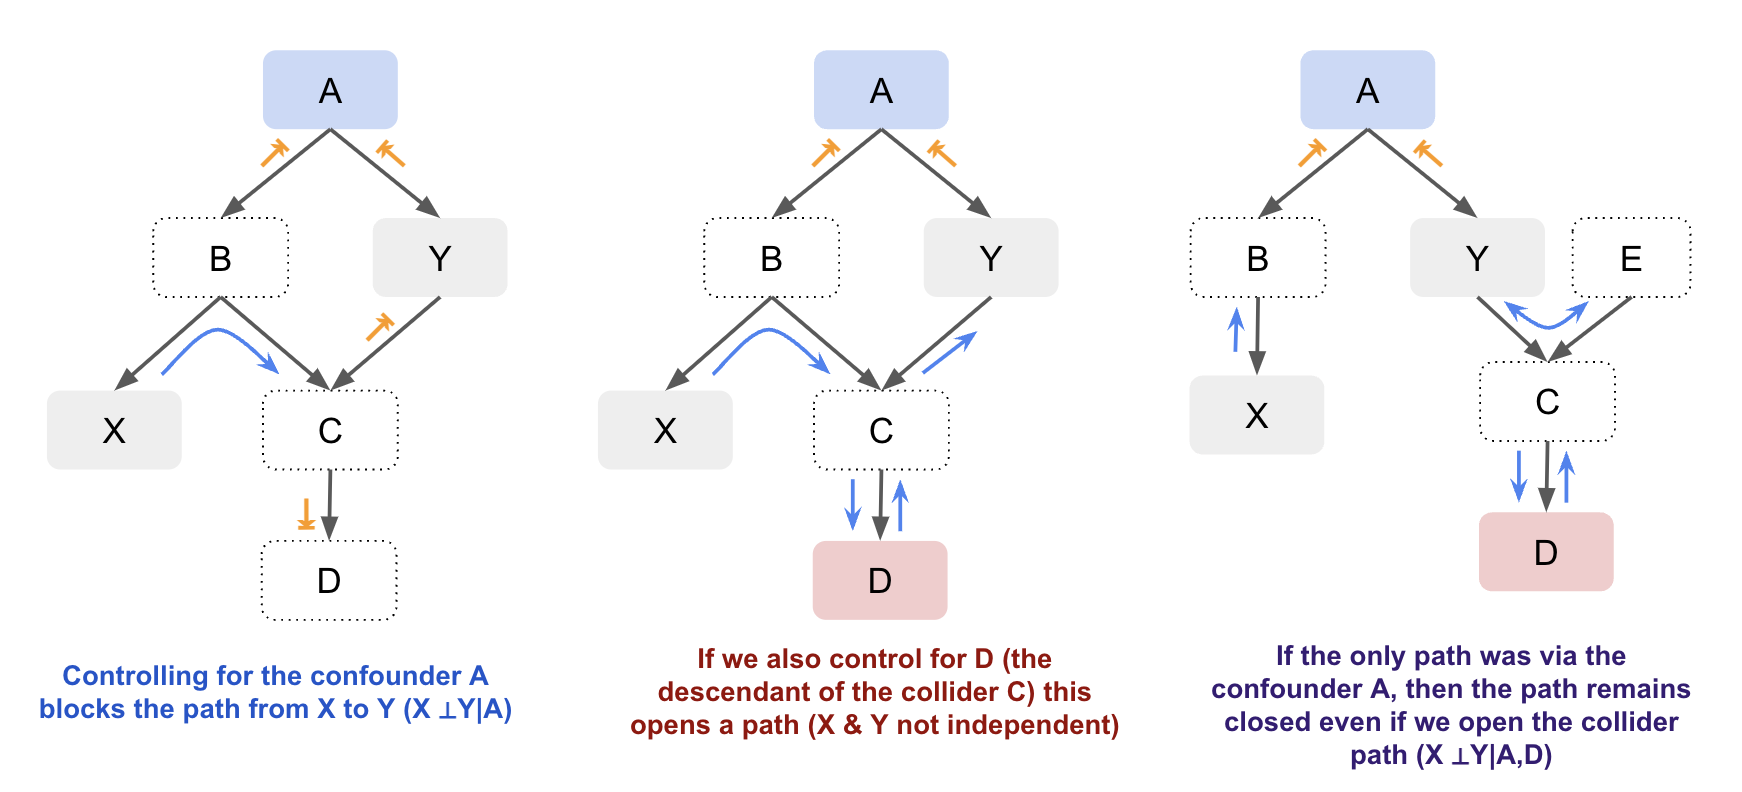 A
B
Y
X
C
D
Controlling for the confounder A
blocks the path from X to Y (X ⊥Y|A)
A
B
Y
X
C
D
If we also control for D (the
descendant of the collider C) this
opens a path (X & Y not independent)
A
B
Y
E
X
C
D
If the only path was via the
confounder A, then the path remains
closed even if we open the collider
path (X ⊥Y|A,D)